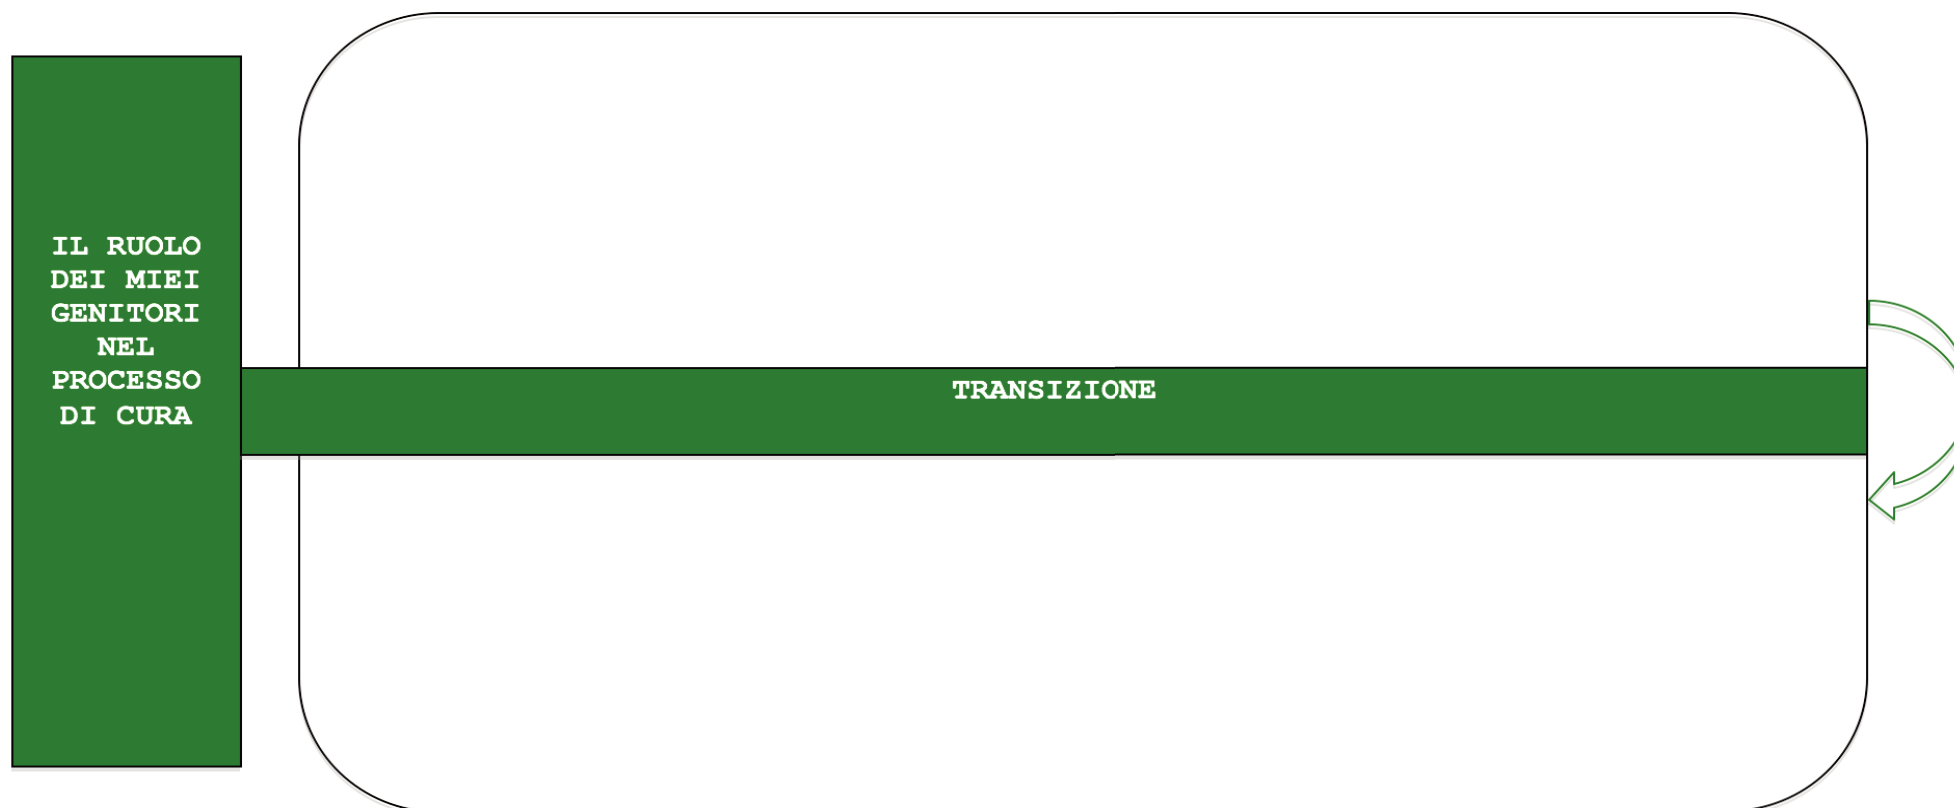 IL RUOLO
DEI MIEI
GENITORI
NEL
PROCESSO
DI CURA
TRANSIZIONE